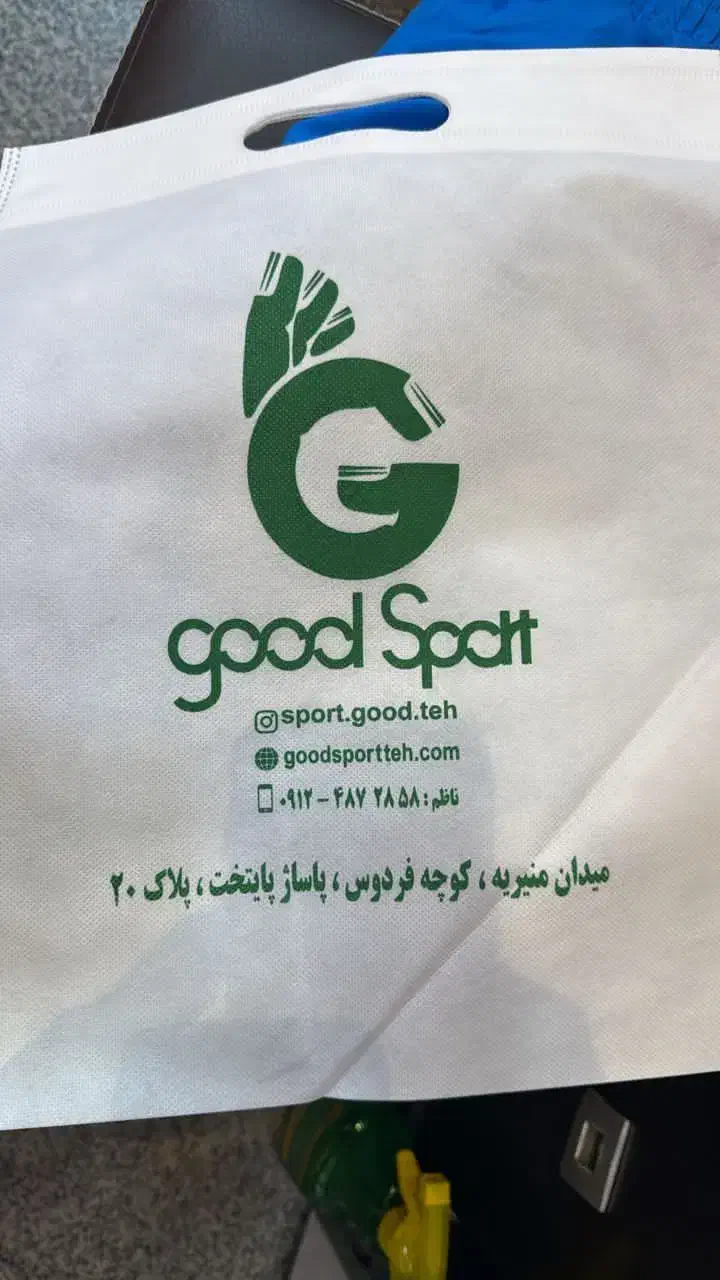 G
good Sport
sport.good.teh
goodsportteh.com
ناظم : ۰۹۱۲ – ۴۸۷ ۲۸ ۵۸
میدان منیریه ، کوچه فردوس ، پاساژ پایتخت ، پلاک ۲۰